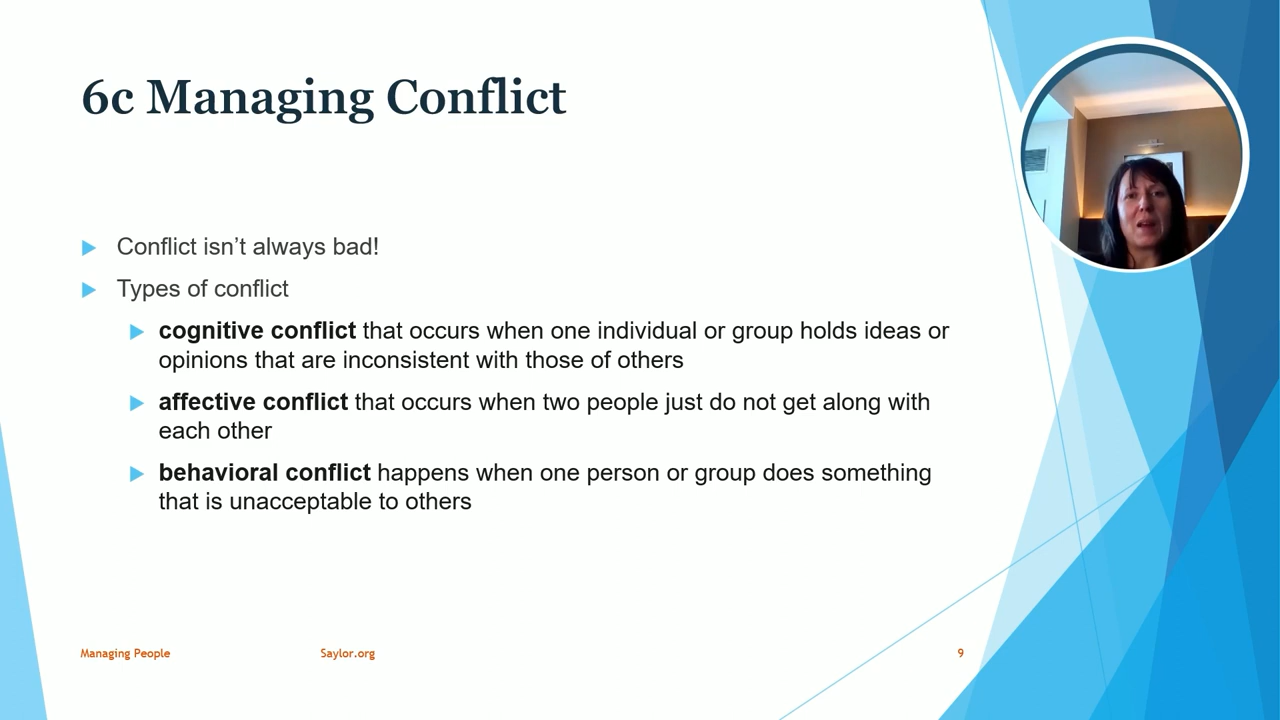 6c Managing Conflict
Conflict isn’t always bad!
Types of conflict
cognitive conflict that occurs when one individual or group holds ideas or
opinions that are inconsistent with those of others
affective conflict that occurs when two people just do not get along with
each other
behavioral conflict happens when one person or group does something
that is unacceptable to others
Managing People
Saylor.org
9